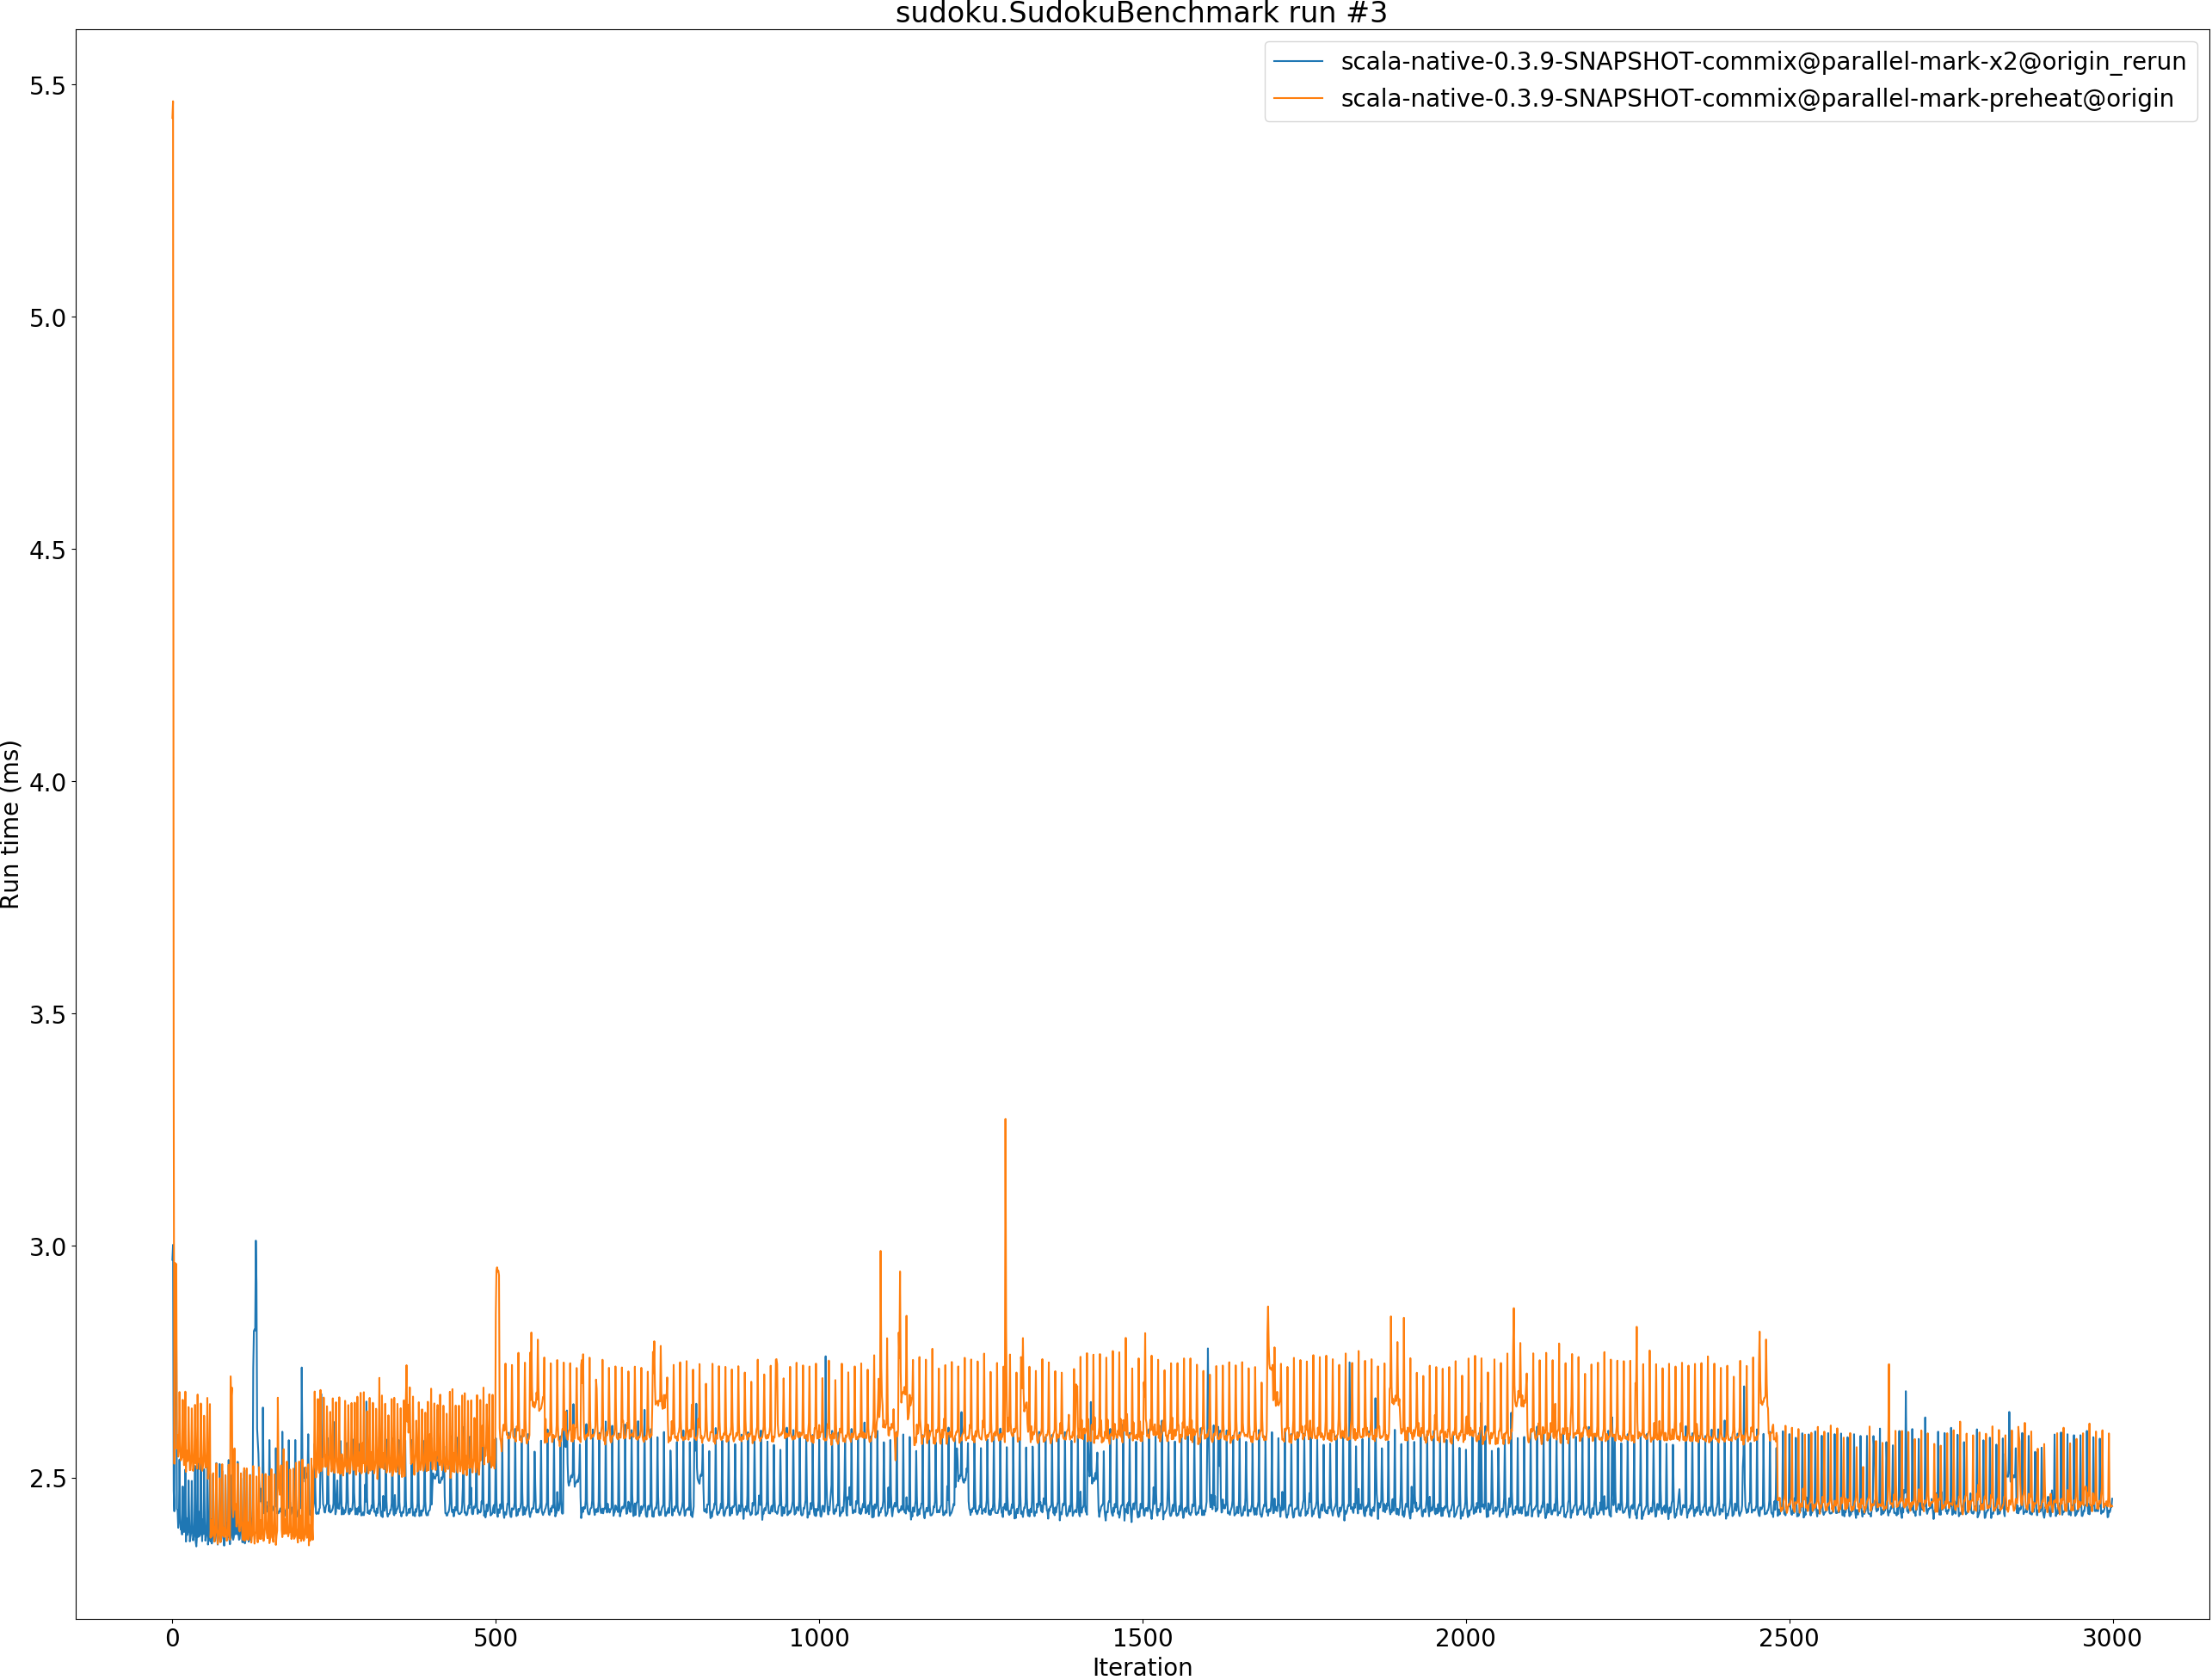 sudoku.SudokuBenchmark run #3
scala-native-0.3.9-SNAPSHOT-commix@parallel-mark-x2@origin_rerun
scala-native-0.3.9-SNAPSHOT-commix@parallel-mark-preheat@origin
5.5
5.0
4.5
4.0
3.5
3.0
2.5
Run time (ms)
0 500 1000 1500 2000 2500 3000
Iteration